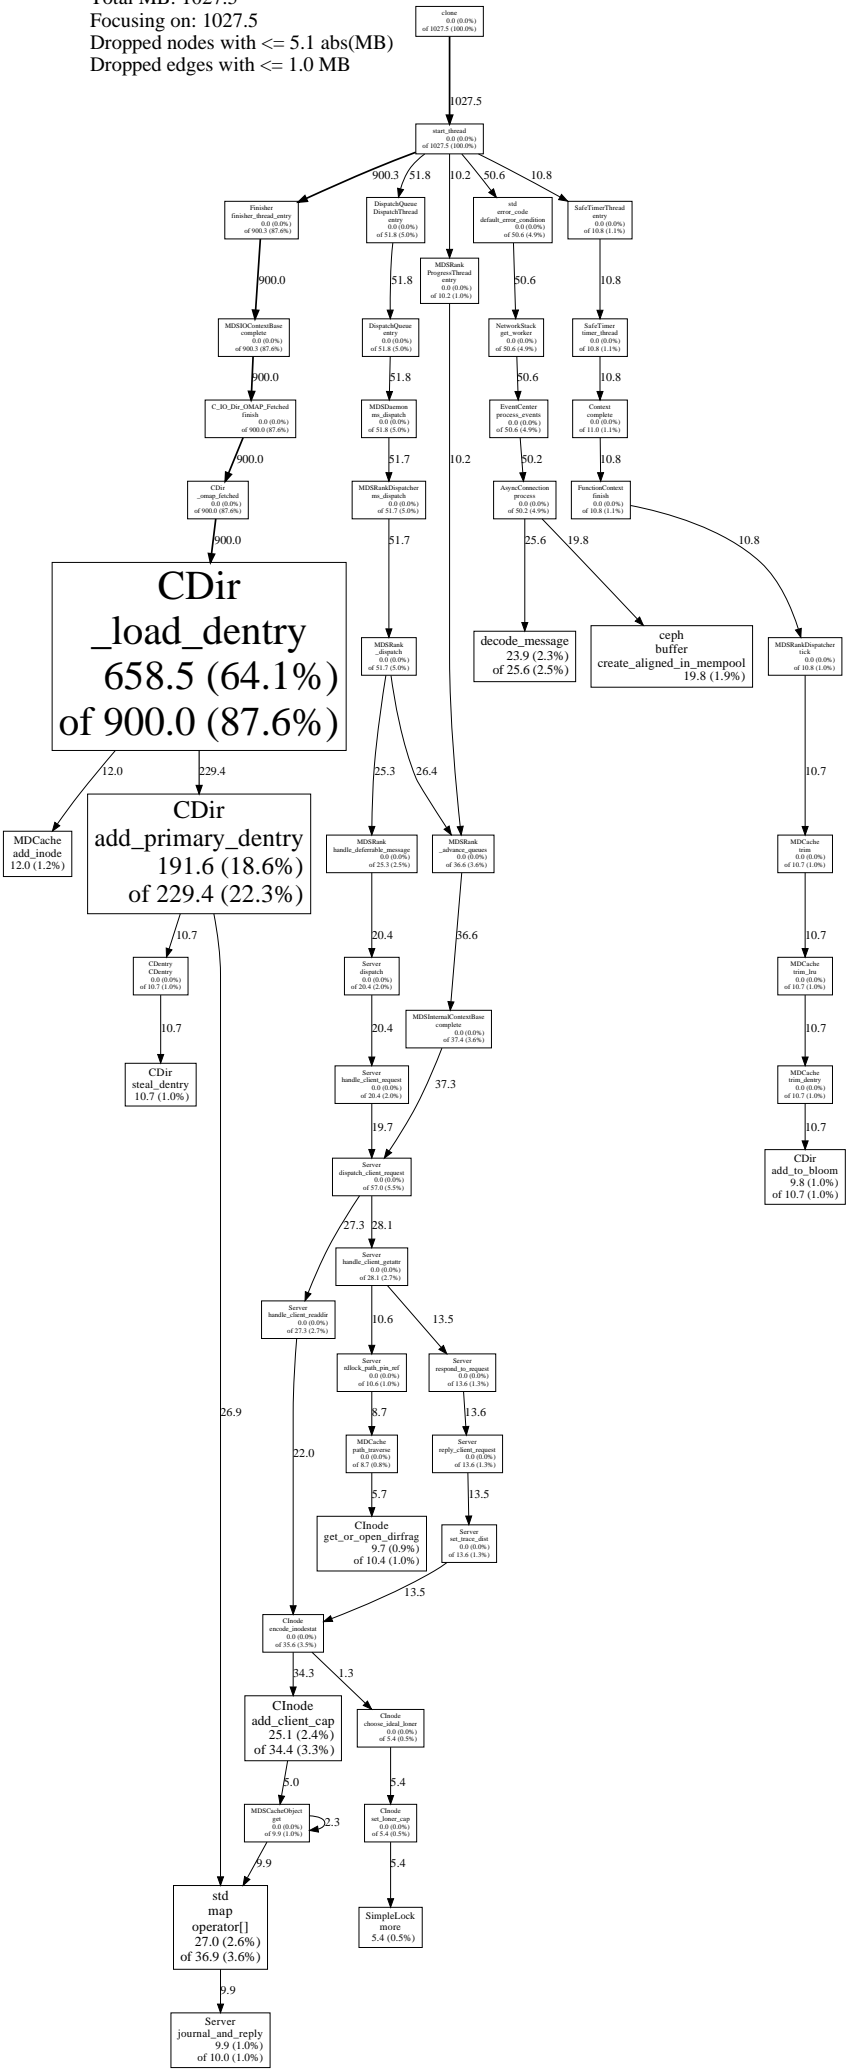 Total MB: 1027.5
Focusing on: 1027.5
Dropped nodes with <= 5.1 abs(MB)
Dropped edges with <= 1.0 MB
clone
0.0 (0.0%)
of 1027.5 (100.0%)
1027.5
start_thread
0.0 (0.0%)
of 1027.5 (100.0%)
900.3
51.8
10.2
50.6
10.8
Finisher
finisher_thread_entry
0.0 (0.0%)
of 900.3 (87.6%)
DispatchQueue
DispatchThread
entry
0.0 (0.0%)
of 51.8 (5.0%)
std
error_code
default_error_condition
0.0 (0.0%)
of 50.6 (4.9%)
SafeTimerThread
entry
0.0 (0.0%)
of 10.8 (1.1%)
MDSRank
ProgressThread
entry
0.0 (0.0%)
of 10.2 (1.0%)
900.0
51.8
50.6
10.8
MDSIOContextBase
complete
0.0 (0.0%)
of 900.3 (87.6%)
DispatchQueue
entry
0.0 (0.0%)
of 51.8 (5.0%)
NetworkStack
get_worker
0.0 (0.0%)
of 50.6 (4.9%)
SafeTimer
timer_thread
0.0 (0.0%)
of 10.8 (1.1%)
900.0
51.8
50.6
10.8
C_IO_Dir_OMAP_Fetched
finish
0.0 (0.0%)
of 900.0 (87.6%)
MDSDaemon
ms_dispatch
0.0 (0.0%)
of 51.8 (5.0%)
EventCenter
process_events
0.0 (0.0%)
of 50.6 (4.9%)
Context
complete
0.0 (0.0%)
of 11.0 (1.1%)
900.0
51.7
10.2
50.2
10.8
CDir
_omap_fetched
0.0 (0.0%)
of 900.0 (87.6%)
MDSRankDispatcher
ms_dispatch
0.0 (0.0%)
of 51.7 (5.0%)
AsyncConnection
process
0.0 (0.0%)
of 50.2 (4.9%)
FunctionContext
finish
0.0 (0.0%)
of 10.8 (1.1%)
900.0
51.7
25.6
19.8
10.8
CDir
_load_dentry
658.5 (64.1%)
of 900.0 (87.6%)
MDSRank
_dispatch
0.0 (0.0%)
of 51.7 (5.0%)
decode_message
23.9 (2.3%)
of 25.6 (2.5%)
ceph
buffer
create_aligned_in_mempool
19.8 (1.9%)
MDSRankDispatcher
tick
0.0 (0.0%)
of 10.8 (1.0%)
12.0
229.4
25.3
26.4
10.7
MDCache
add_inode
12.0 (1.2%)
CDir
add_primary_dentry
191.6 (18.6%)
of 229.4 (22.3%)
MDSRank
handle_deferrable_message
0.0 (0.0%)
of 25.3 (2.5%)
MDSRank
_advance_queues
0.0 (0.0%)
of 36.6 (3.6%)
MDCache
trim
0.0 (0.0%)
of 10.7 (1.0%)
10.7
20.4
36.6
10.7
CDentry
CDentry
0.0 (0.0%)
of 10.7 (1.0%)
Server
dispatch
0.0 (0.0%)
of 20.4 (2.0%)
MDCache
trim_lru
0.0 (0.0%)
of 10.7 (1.0%)
MDSInternalContextBase
complete
0.0 (0.0%)
of 37.4 (3.6%)
10.7
20.4
10.7
CDir
steal_dentry
10.7 (1.0%)
Server
handle_client_request
0.0 (0.0%)
of 20.4 (2.0%)
37.3
MDCache
trim_dentry
0.0 (0.0%)
of 10.7 (1.0%)
19.7
10.7
Server
dispatch_client_request
0.0 (0.0%)
of 57.0 (5.5%)
CDir
add_to_bloom
9.8 (1.0%)
of 10.7 (1.0%)
27.3
28.1
Server
handle_client_getattr
0.0 (0.0%)
of 28.1 (2.7%)
Server
handle_client_readdir
0.0 (0.0%)
of 27.3 (2.7%)
10.6
13.5
Server
rdlock_path_pin_ref
0.0 (0.0%)
of 10.6 (1.0%)
Server
respond_to_request
0.0 (0.0%)
of 13.6 (1.3%)
26.9
8.7
13.6
22.0
MDCache
path_traverse
0.0 (0.0%)
of 8.7 (0.8%)
Server
reply_client_request
0.0 (0.0%)
of 13.6 (1.3%)
5.7
13.5
CInode
get_or_open_dirfrag
9.7 (0.9%)
of 10.4 (1.0%)
Server
set_trace_dist
0.0 (0.0%)
of 13.6 (1.3%)
13.5
CInode
encode_inodestat
0.0 (0.0%)
of 35.6 (3.5%)
34.3
1.3
CInode
add_client_cap
25.1 (2.4%)
of 34.4 (3.3%)
CInode
choose_ideal_loner
0.0 (0.0%)
of 5.4 (0.5%)
5.0
5.4
MDSCacheObject
get
0.0 (0.0%)
of 9.9 (1.0%)
2.3
CInode
set_loner_cap
0.0 (0.0%)
of 5.4 (0.5%)
9.9
5.4
std
map
operator[]
27.0 (2.6%)
of 36.9 (3.6%)
SimpleLock
more
5.4 (0.5%)
9.9
Server
journal_and_reply
9.9 (1.0%)
of 10.0 (1.0%)